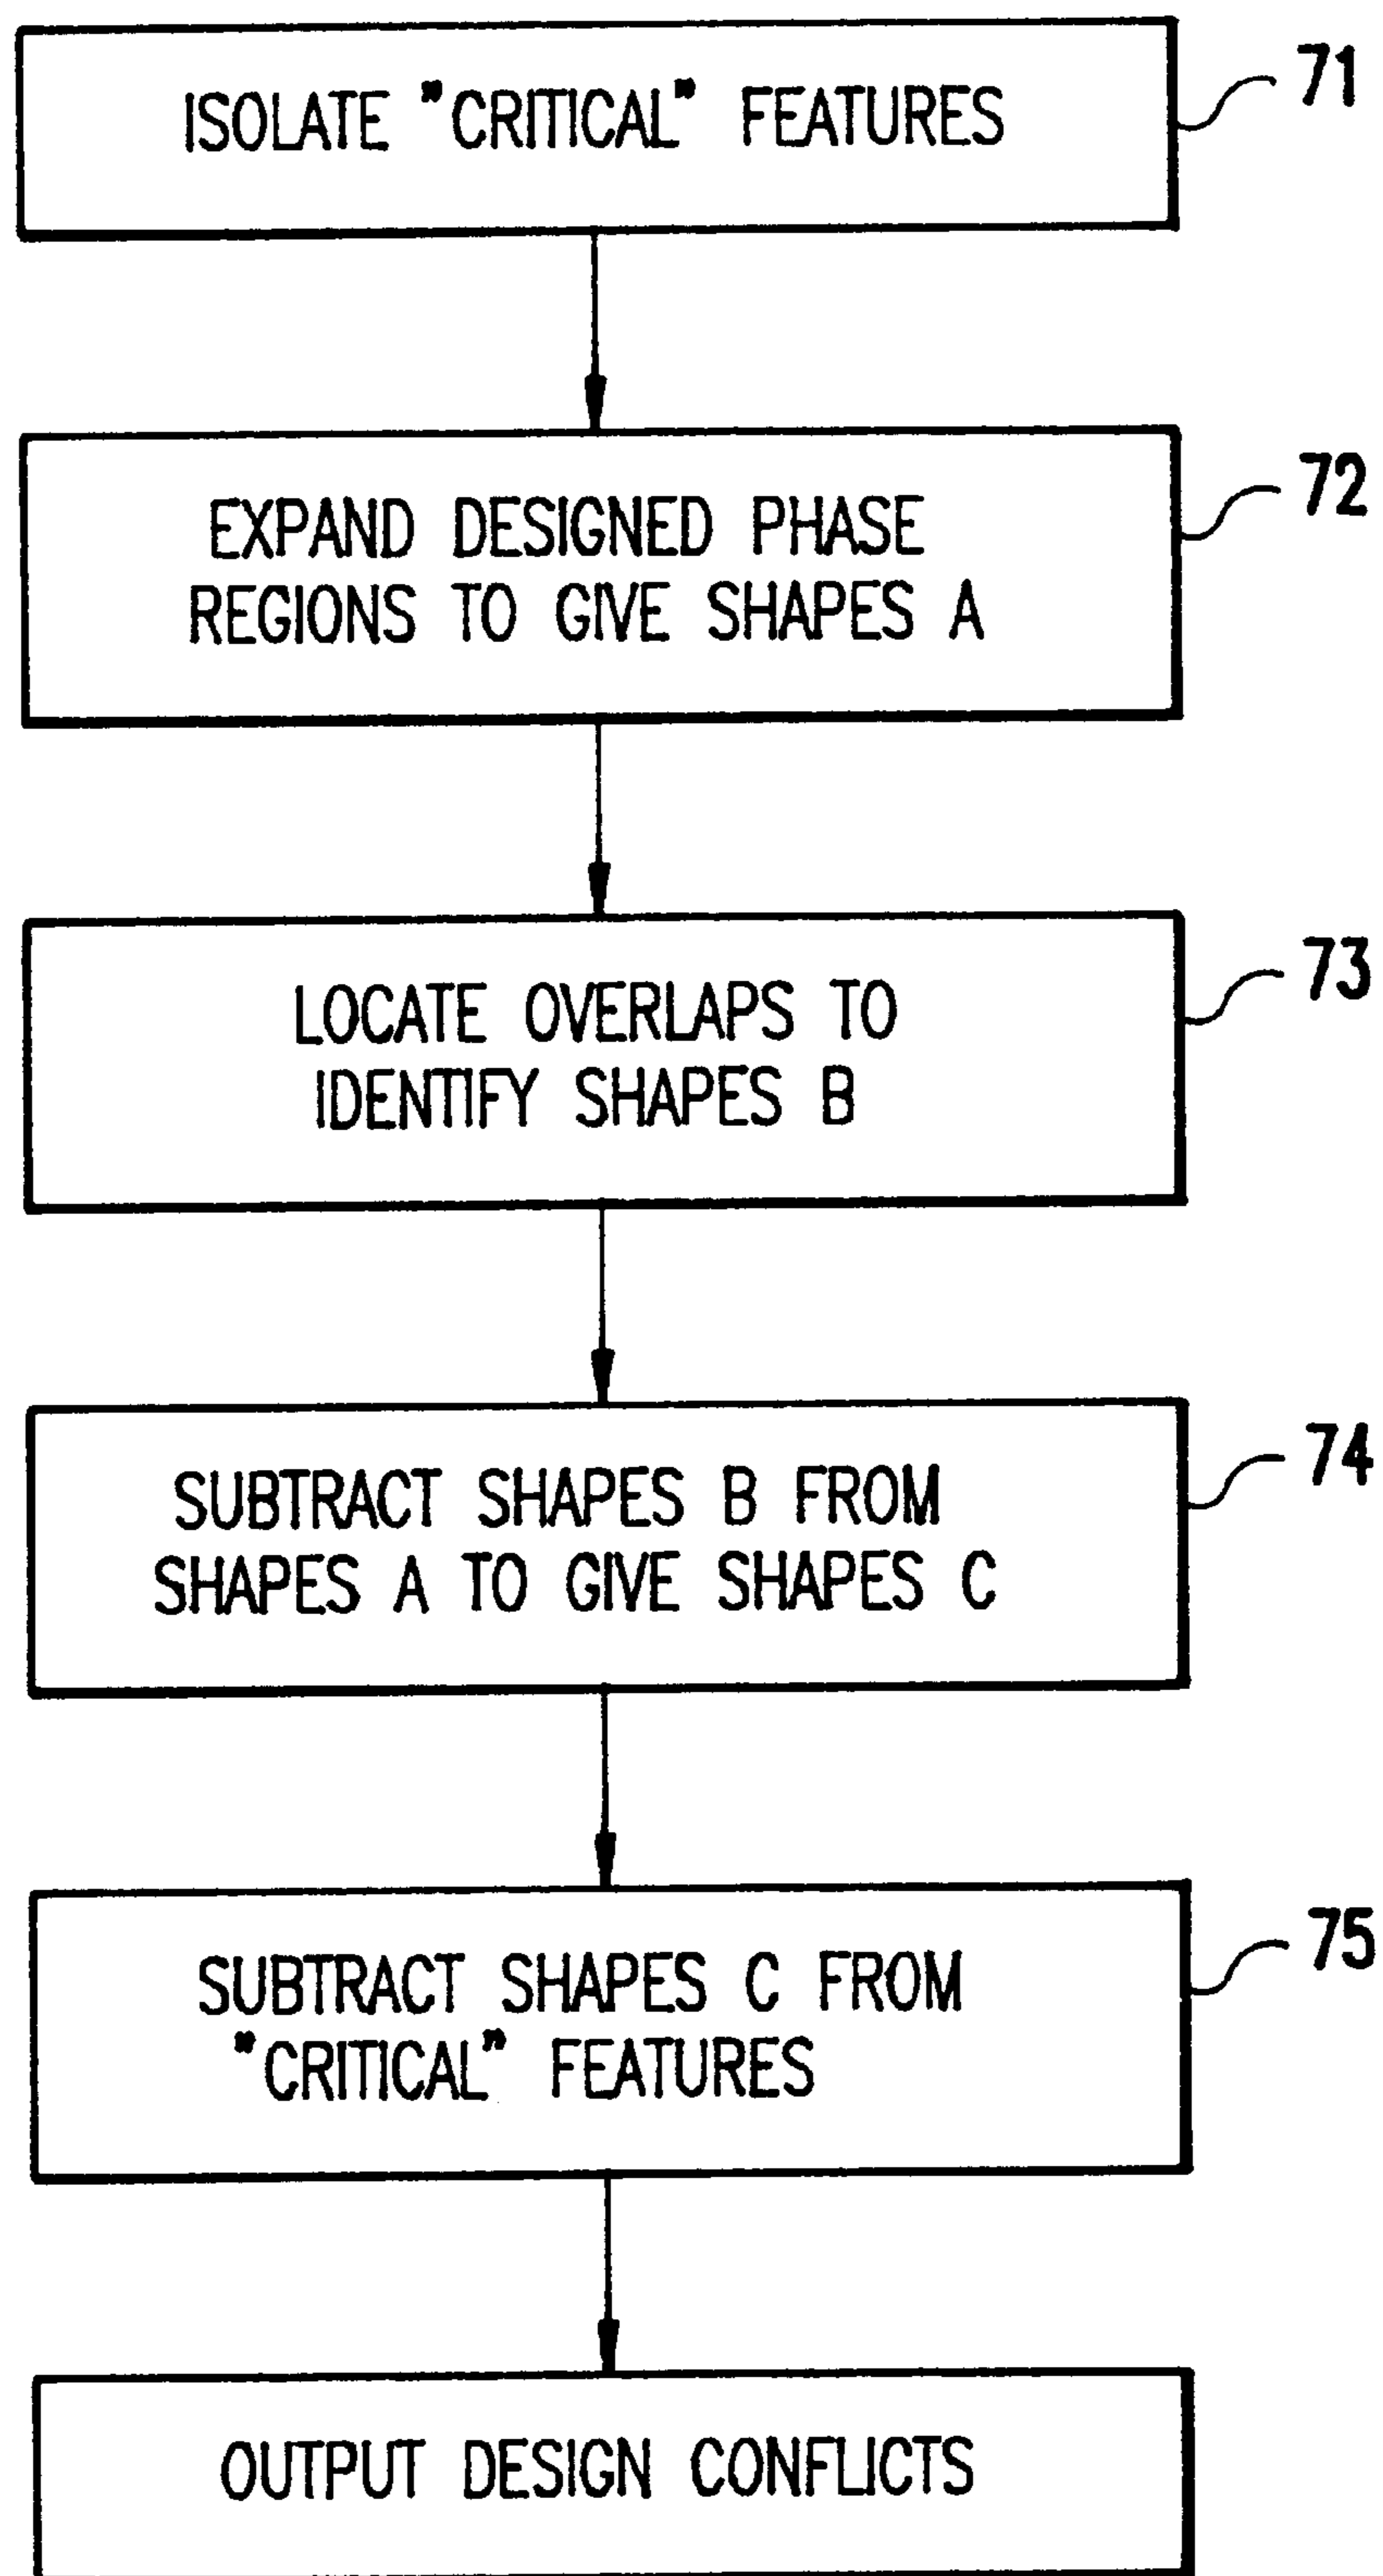 ISOLATE "CRITICAL" FEATURES
71
EXPAND DESIGNED PHASE
REGIONS TO GIVE SHAPES A
72
LOCATE OVERLAPS TO
IDENTIFY SHAPES B
73
SUBTRACT SHAPES B FROM
SHAPES A TO GIVE SHAPES C
74
SUBTRACT SHAPES C FROM
"CRITICAL" FEATURES
75
OUTPUT DESIGN CONFLICTS